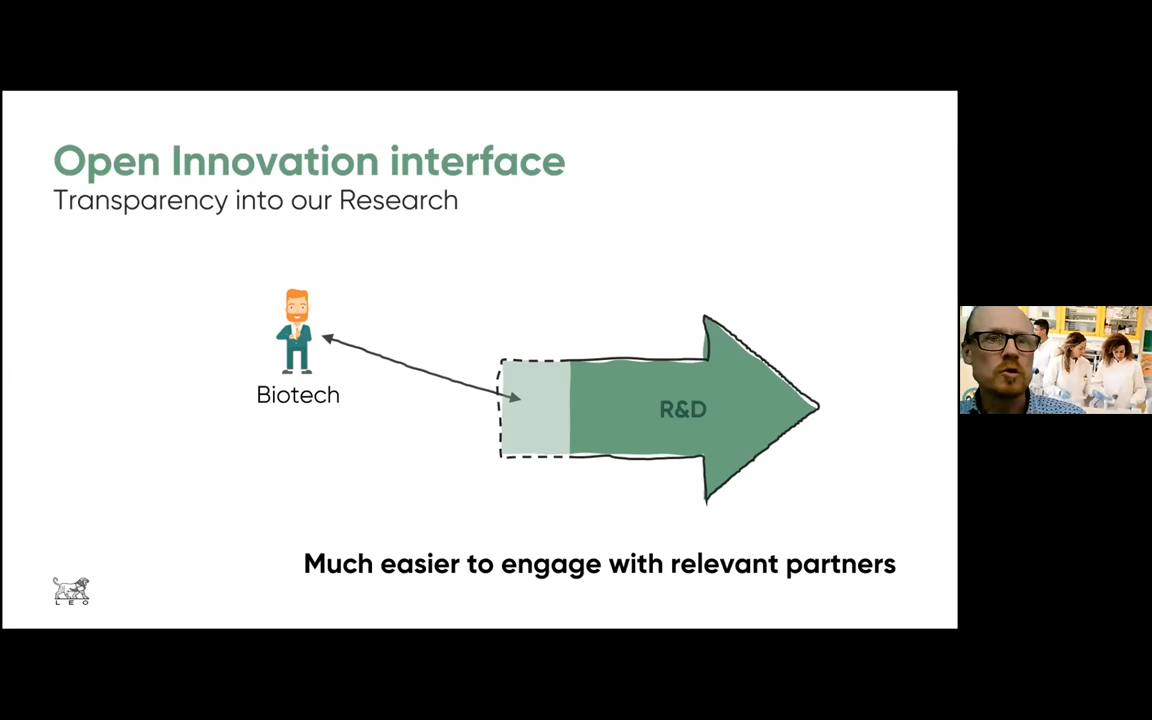 Open Innovation interface
Transparency into our Research
Biotech
R&D
Much easier to engage with relevant partners
LEO